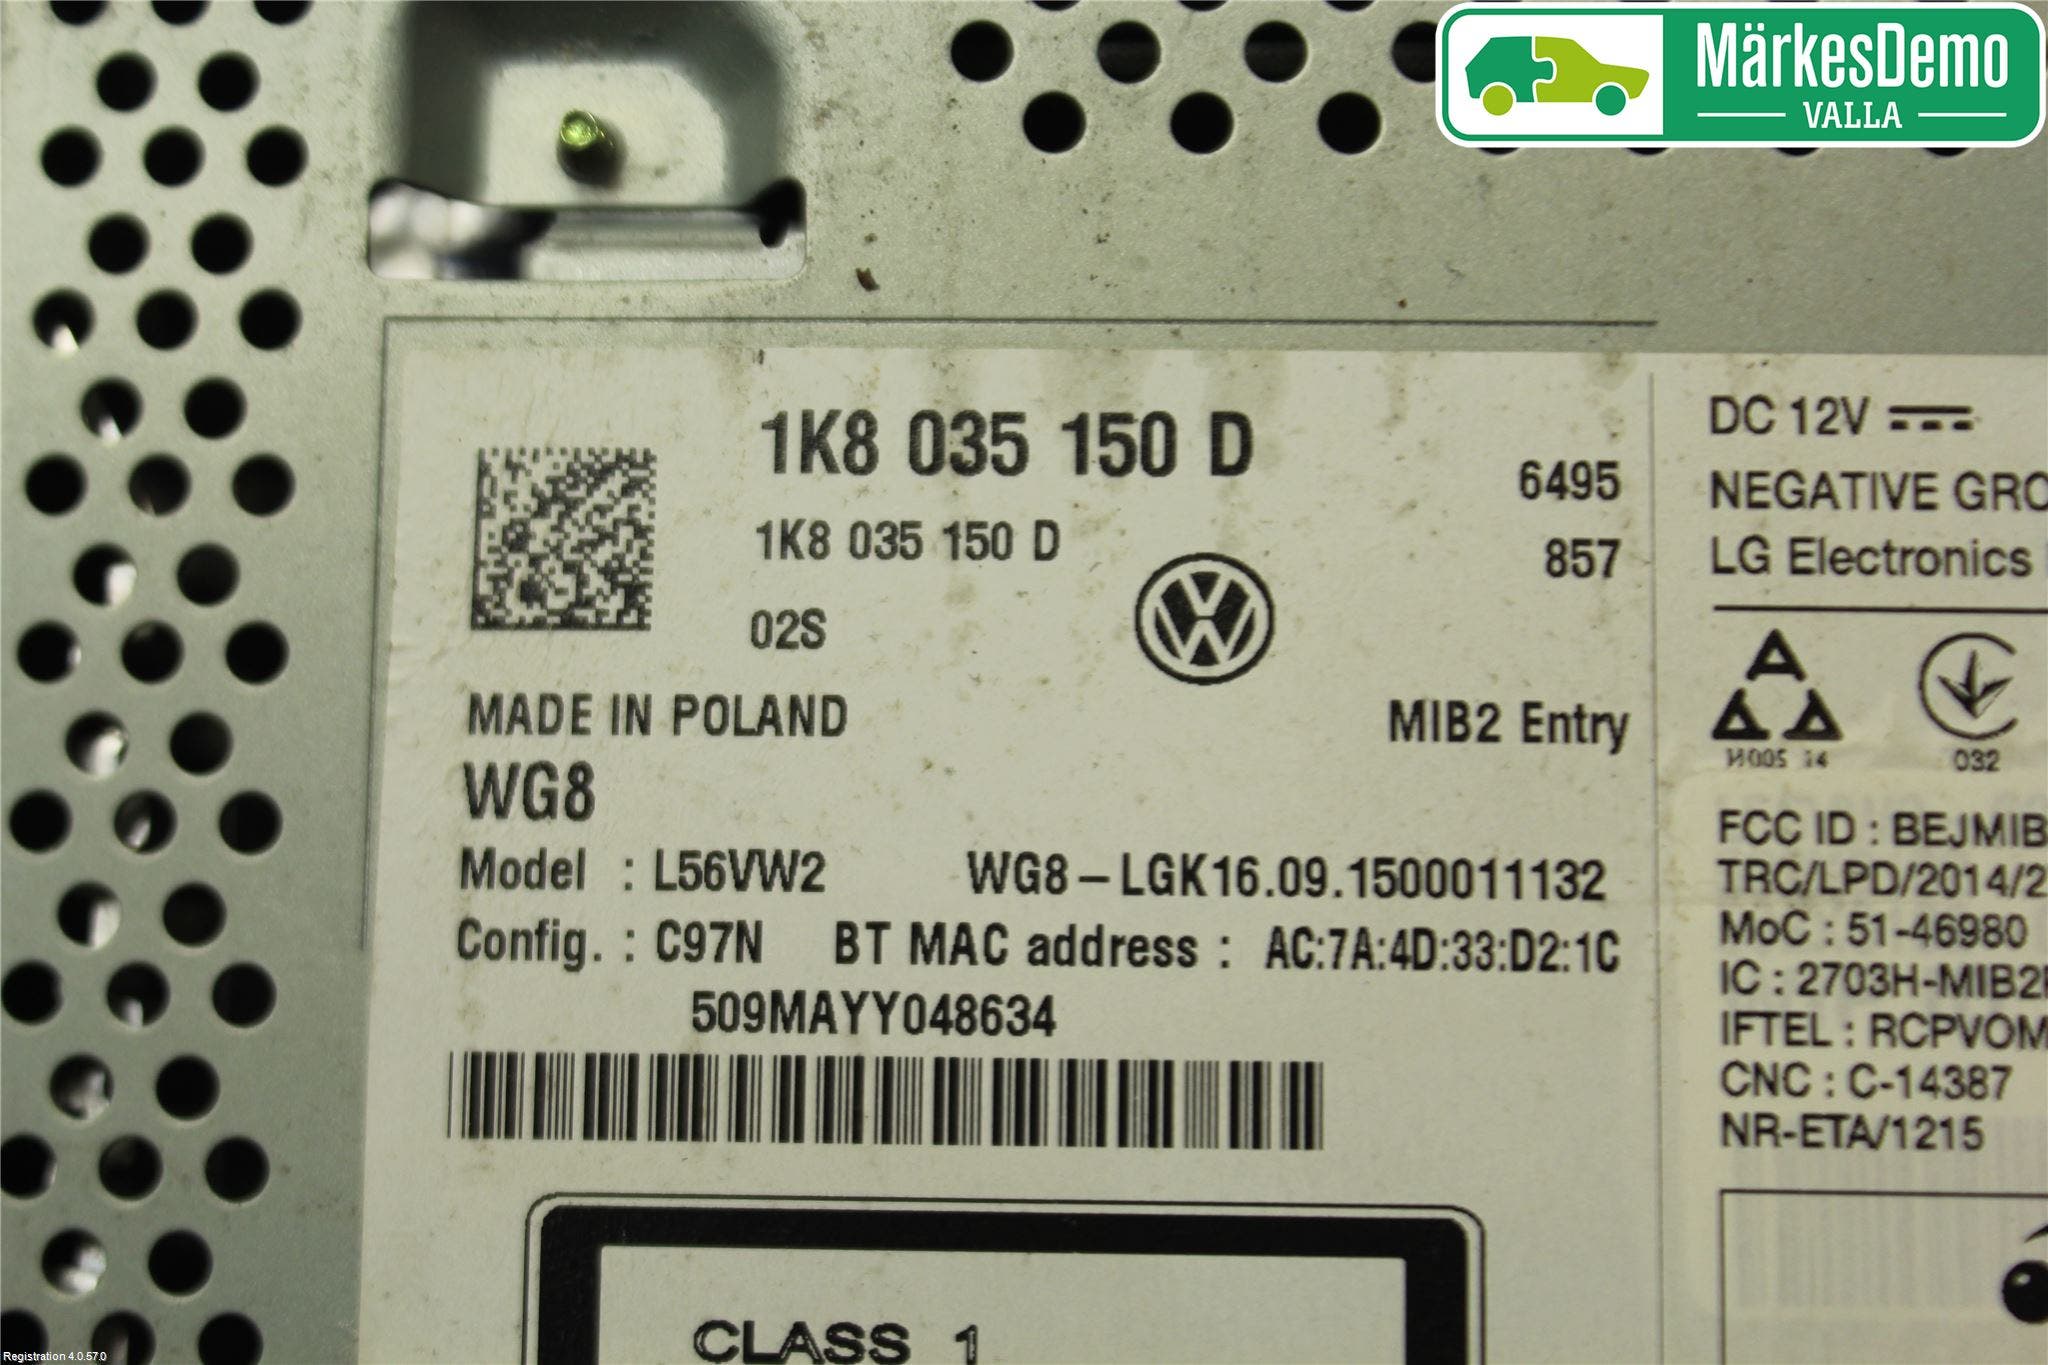 MärkesDemo
VALLA
1K8 035 150 D
1K8 035 150 D
02S
6495
857
MADE IN POLAND
MIB2 Entry
WG8
Model : L56VW2 WG8-LGK16.09.1500011132
Config. : C97N BT MAC address : AC:7A:4D:33:D2:1C
509MAYY048634
CLASS 1
DC 12V
NEGATIVE GRO
LG Electronics
032
FCC ID : BEJMIB
TRC/LPD/2014/2
MoC : 51-46980
IC : 2703H-MIB2
IFTEL : RCPVOM
CNC : C-14387
NR-ETA/1215
Registration 4.0.57.0